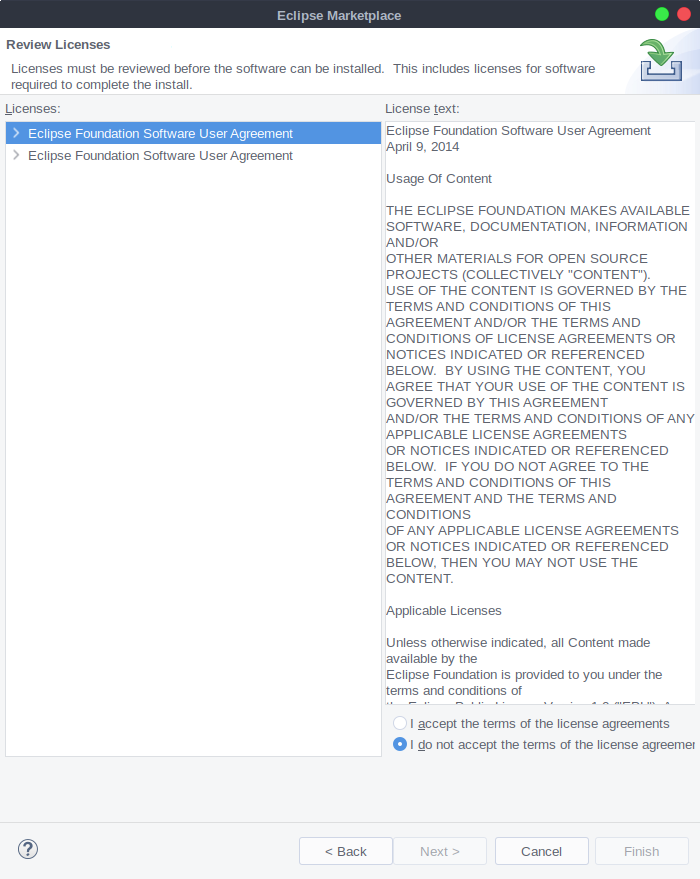 Eclipse Marketplace
Review Licenses
Licenses must be reviewed before the software can be installed.  This includes licenses for software
required to complete the install.
Licenses:
Eclipse Foundation Software User Agreement
Eclipse Foundation Software User Agreement
License text:
Eclipse Foundation Software User Agreement
April 9, 2014
Usage Of Content
THE ECLIPSE FOUNDATION MAKES AVAILABLE
SOFTWARE, DOCUMENTATION, INFORMATION
AND/OR
OTHER MATERIALS FOR OPEN SOURCE
PROJECTS (COLLECTIVELY "CONTENT").
USE OF THE CONTENT IS GOVERNED BY THE
TERMS AND CONDITIONS OF THIS
AGREEMENT AND/OR THE TERMS AND
CONDITIONS OF LICENSE AGREEMENTS OR
NOTICES INDICATED OR REFERENCED
BELOW.  BY USING THE CONTENT, YOU
AGREE THAT YOUR USE OF THE CONTENT IS
GOVERNED BY THIS AGREEMENT
AND/OR THE TERMS AND CONDITIONS OF ANY
APPLICABLE LICENSE AGREEMENTS
OR NOTICES INDICATED OR REFERENCED
BELOW.  IF YOU DO NOT AGREE TO THE
TERMS AND CONDITIONS OF THIS
AGREEMENT AND THE TERMS AND
CONDITIONS
OF ANY APPLICABLE LICENSE AGREEMENTS
OR NOTICES INDICATED OR REFERENCED
BELOW, THEN YOU MAY NOT USE THE
CONTENT.
Applicable Licenses
Unless otherwise indicated, all Content made
available by the
Eclipse Foundation is provided to you under the
terms and conditions of
I accept the terms of the license agreements
I do not accept the terms of the license agreemen
?
< Back
Next >
Cancel
Finish